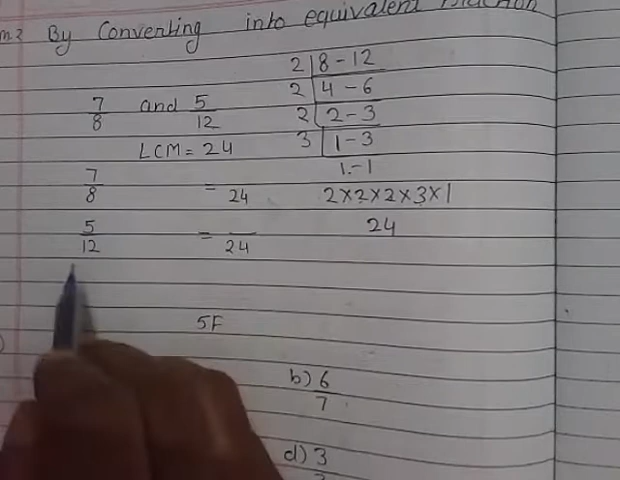 m.2 By Converting into equivalent fraction
7/8 and 5/12
LCM = 24
2 | 8 - 12
2 | 4 - 6
2 | 2 - 3
3 | 1 - 3
1 - 1
2×2×2×3×1
24
7/8 = /24
5/12 = /24
5F
b) 6/7
d) 3